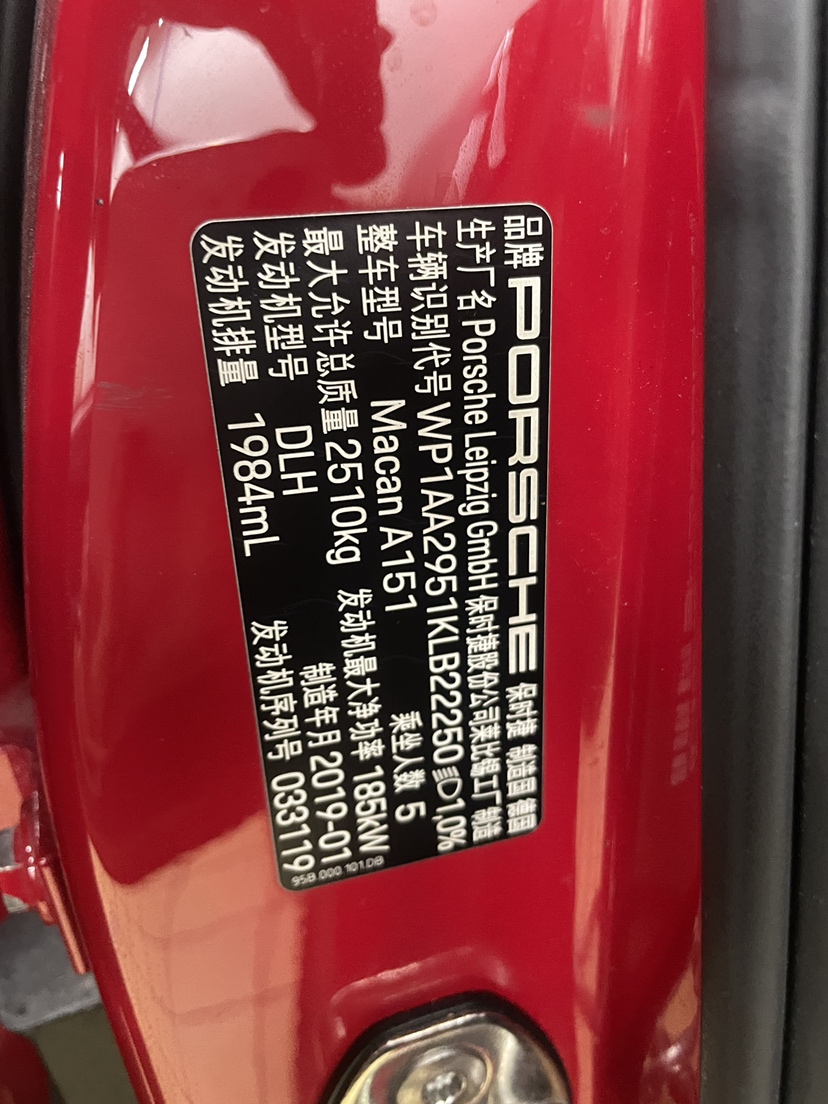 品牌 PORSCHE 保时捷 制造国 德国
生产厂名 Porsche Leipzig GmbH 保时捷股份公司莱比锡工厂 制造
车辆识别代号 WP1AA2951KLB22250 1,0%
整车型号 Macan A151 乘坐人数 5
最大允许总质量 2510kg 发动机最大净功率 185kW
发动机型号 DLH 制造年月 2019-01
发动机排量 1984mL 发动机序列号 033119
95B.000.101.DB